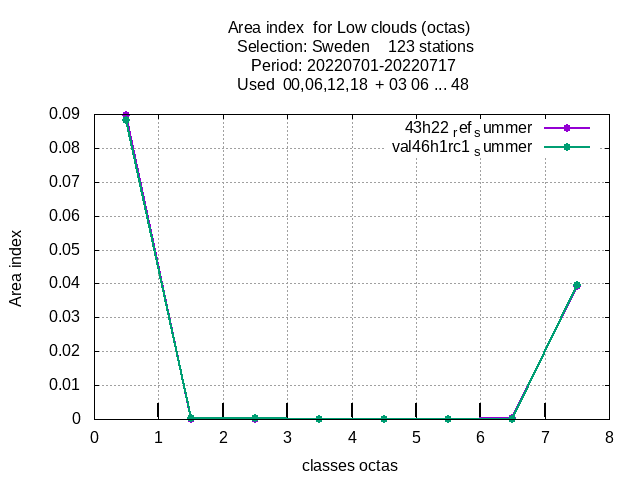 Area index  for Low clouds (octas)
Selection: Sweden    123 stations
Period: 20220701-20220717
Used  00,06,12,18  + 03 06 ... 48
43h22 ref summer
val46h1rc1 summer
0.09
0.08
0.07
0.06
0.05
0.04
0.03
0.02
0.01
0
Area index
0 1 2 3 4 5 6 7 8
classes octas